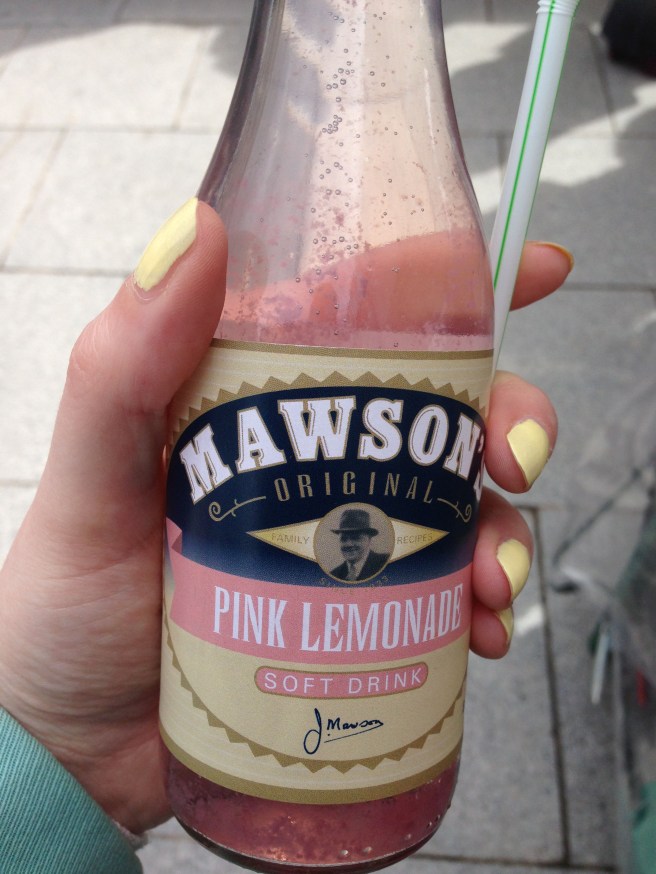 MAWSON'S
ORIGINAL
FAMILY RECIPES
PINK LEMONADE
SOFT DRINK
J. Mawson